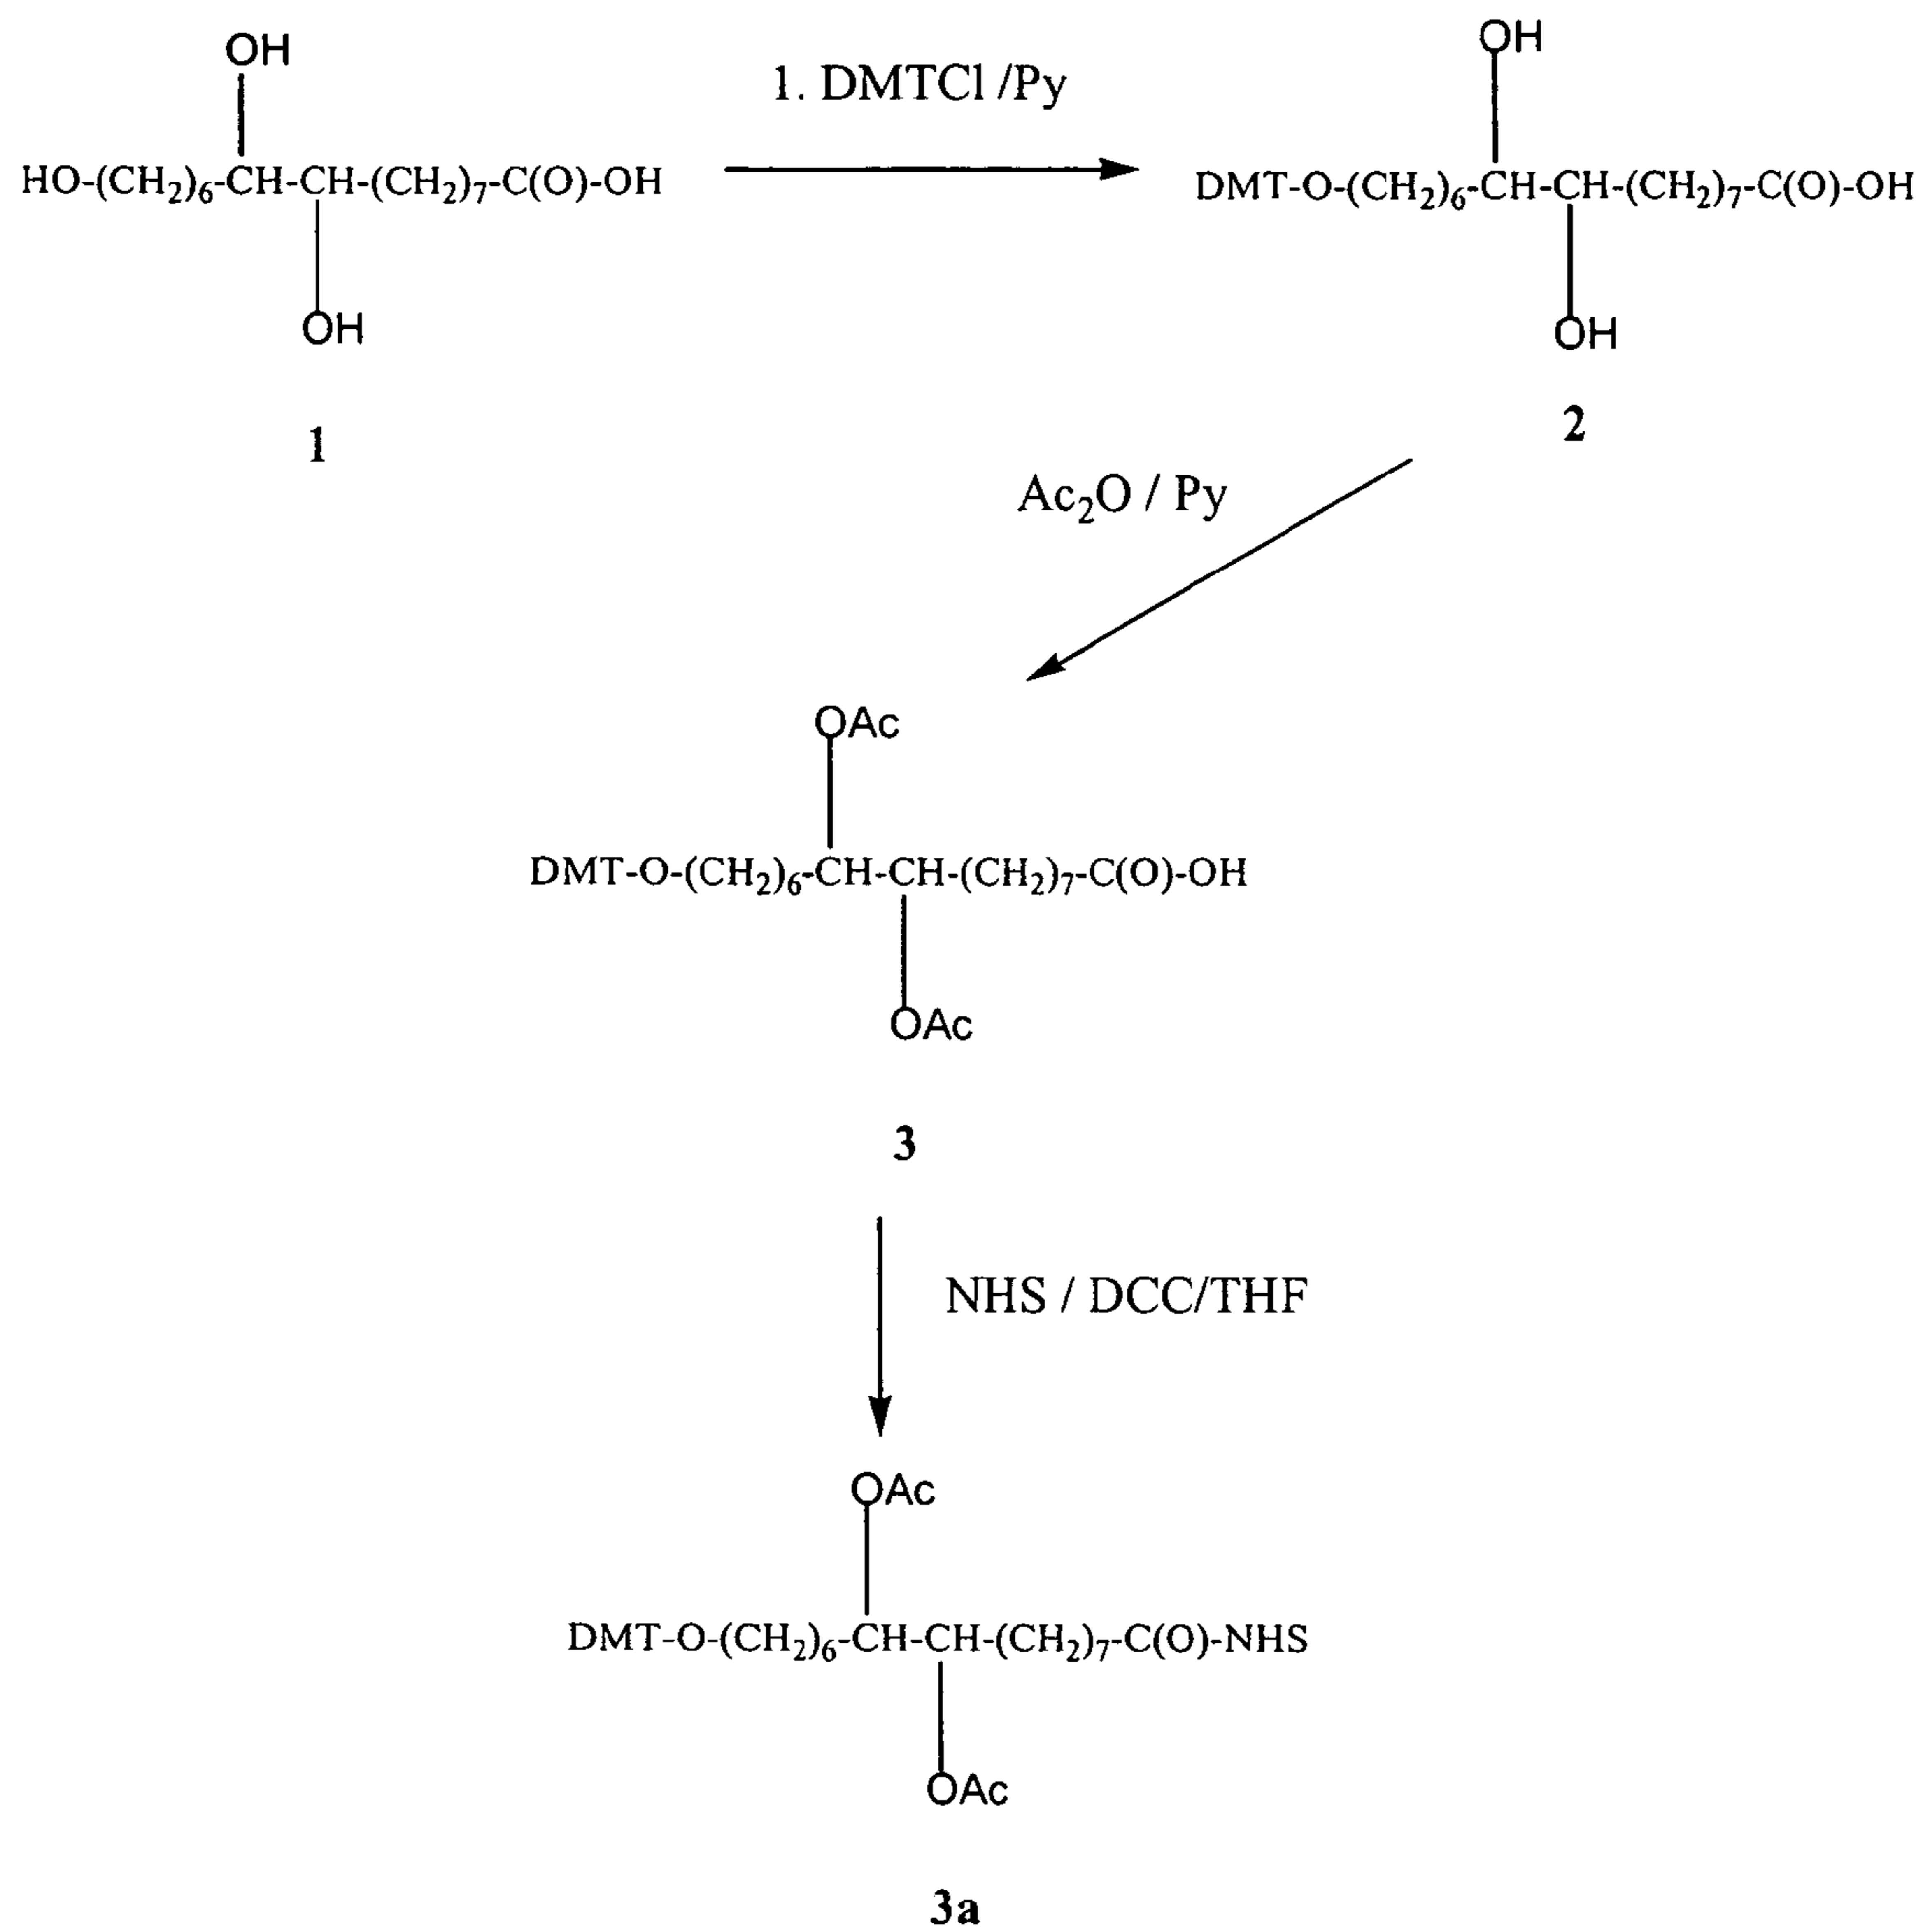 OH OH
1. DMTCl /Py
HO-(CH₂)₆-CH-CH-(CH₂)₇-C(O)-OH DMT-O-(CH₂)₆-CH-CH-(CH₂)₇-C(O)-OH
OH OH
1 2
Ac₂O / Py
OAc
DMT-O-(CH₂)₆-CH-CH-(CH₂)₇-C(O)-OH
OAc
3
NHS / DCC/THF
OAc
DMT-O-(CH₂)₆-CH-CH-(CH₂)₇-C(O)-NHS
OAc
3a